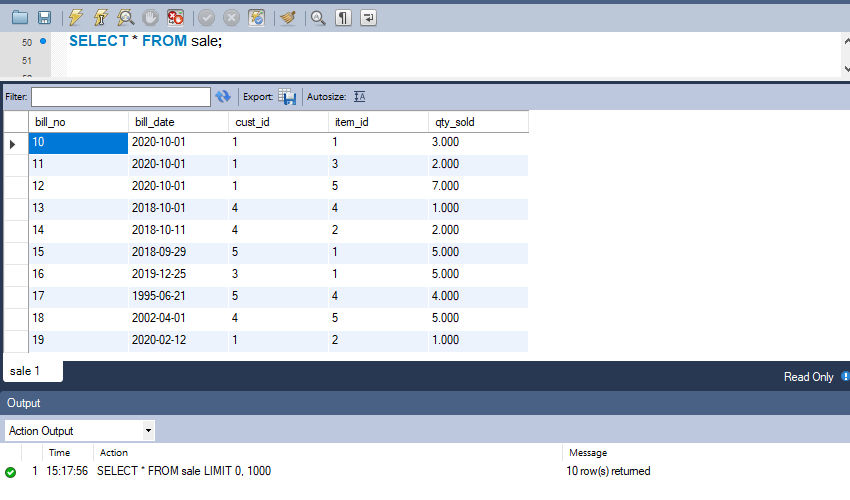 50 SELECT * FROM sale;
51
Filter: Export: Autosize:
bill_no bill_date cust_id item_id qty_sold
10 2020-10-01 1 1 3.000
11 2020-10-01 1 3 2.000
12 2020-10-01 1 5 7.000
13 2018-10-01 4 4 1.000
14 2018-10-11 4 2 2.000
15 2018-09-29 5 1 5.000
16 2019-12-25 3 1 5.000
17 1995-06-21 5 4 4.000
18 2002-04-01 4 5 5.000
19 2020-02-12 1 2 1.000
sale 1
Read Only
Output
Action Output
Time Action Message
1 15:17:56 SELECT * FROM sale LIMIT 0, 1000 10 row(s) returned